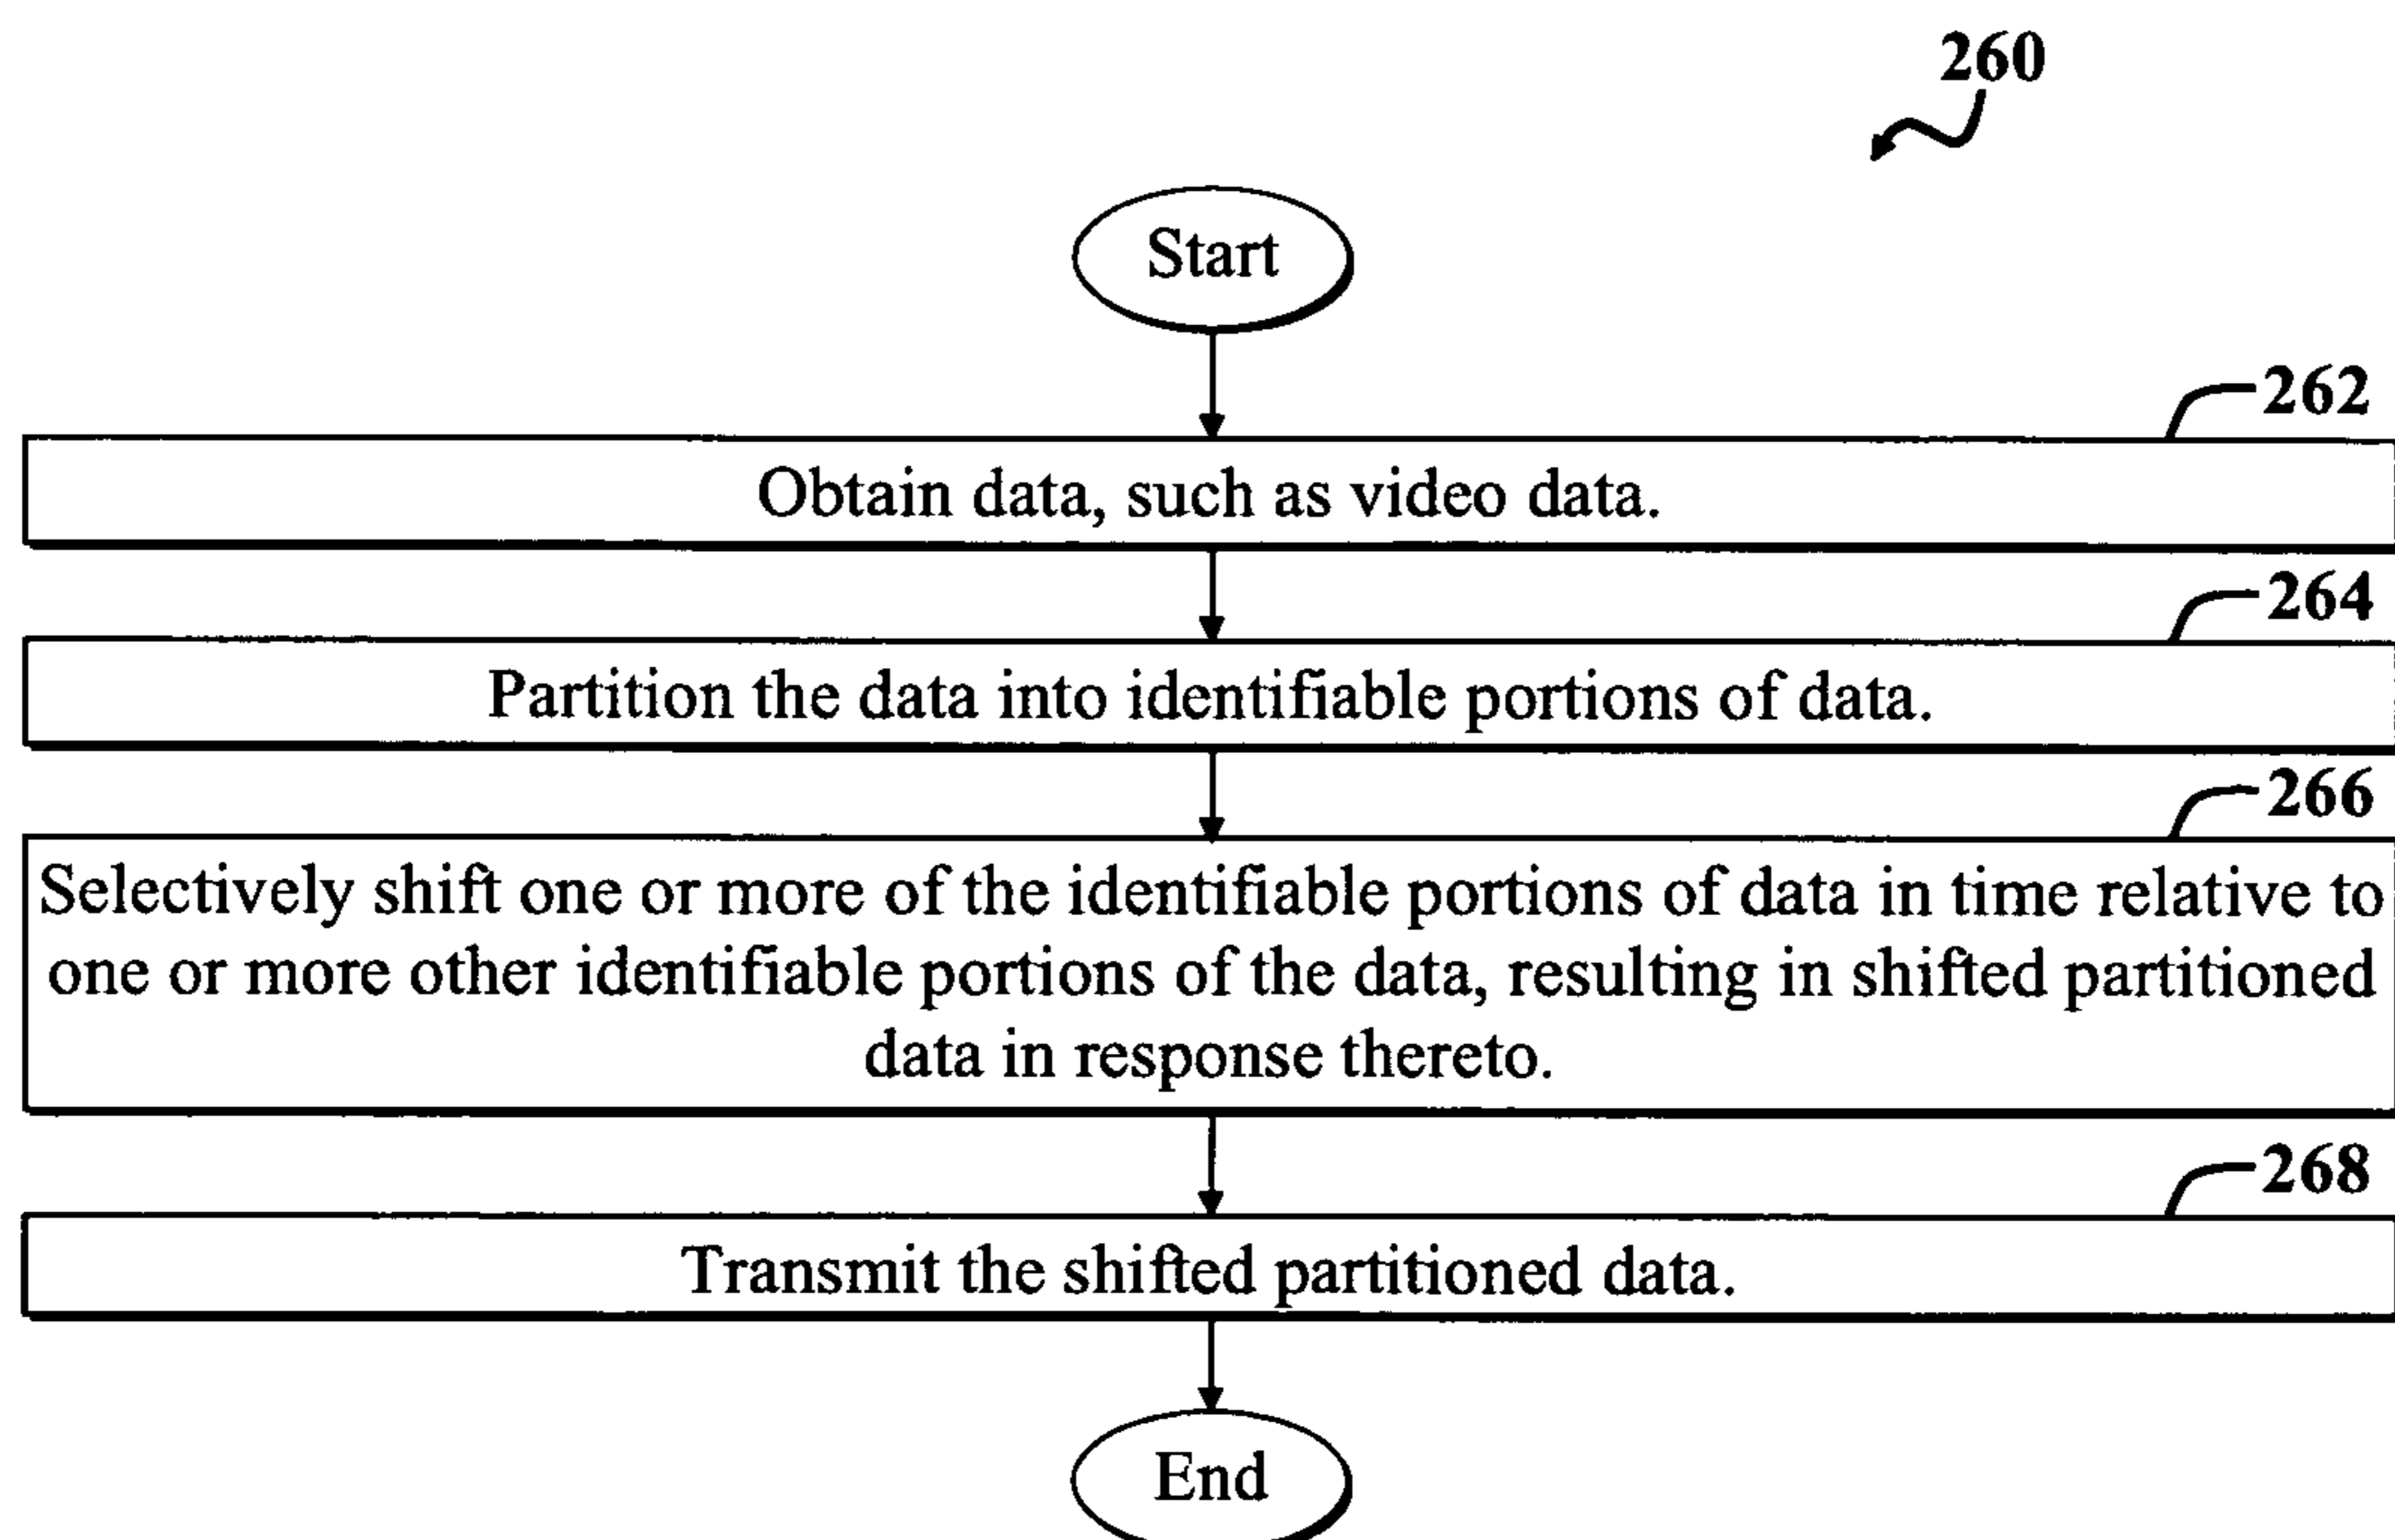 260
Start
262
Obtain data, such as video data.
264
Partition the data into identifiable portions of data.
266
Selectively shift one or more of the identifiable portions of data in time relative to
one or more other identifiable portions of the data, resulting in shifted partitioned
data in response thereto.
268
Transmit the shifted partitioned data.
End